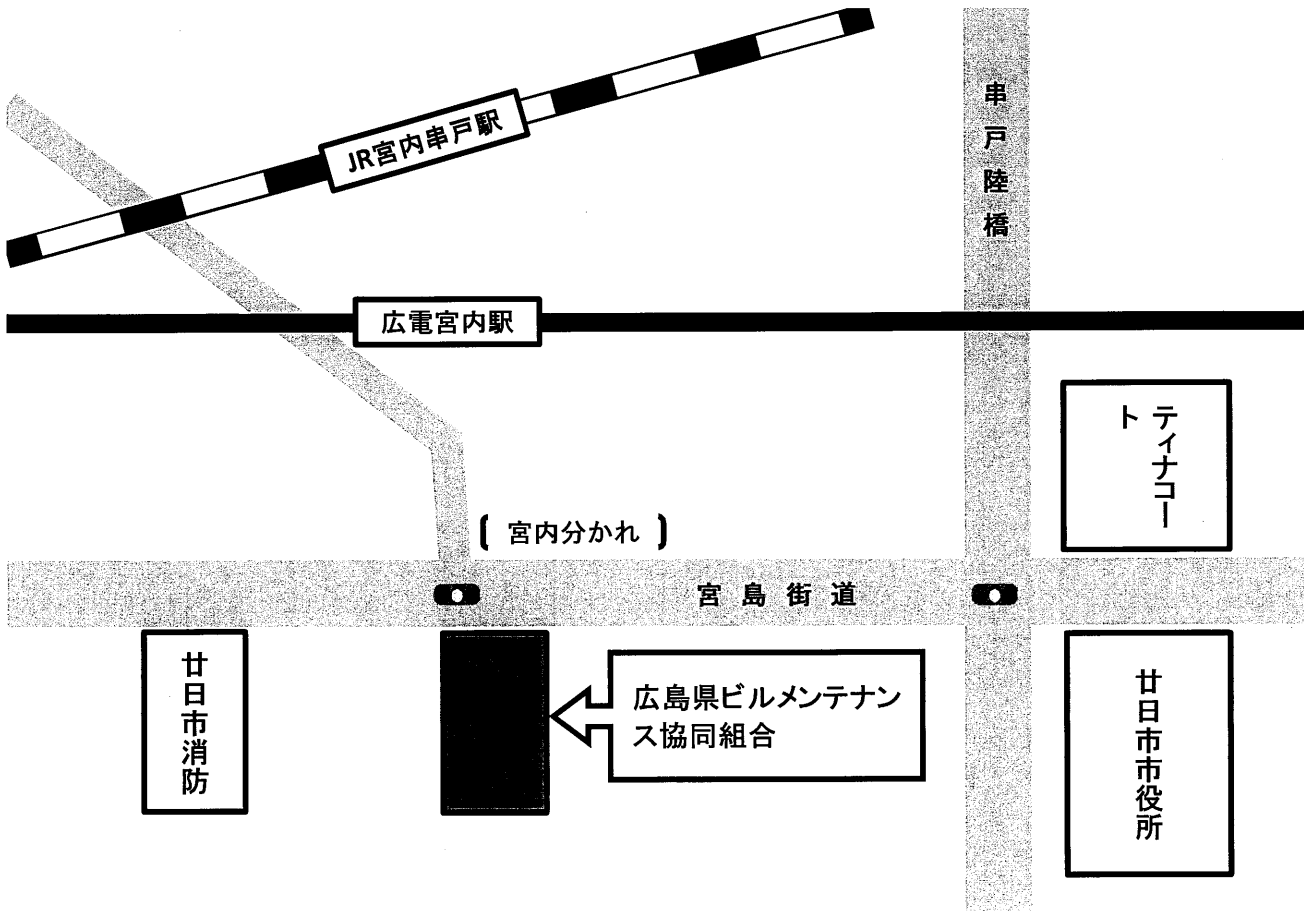 JR宮内串戸駅
串戸陸橋
広電宮内駅
ティナコー
ト
〔 宮内分かれ 〕
宮島街道
廿日市消防
広島県ビルメンテナン
ス協同組合
廿日市市役所